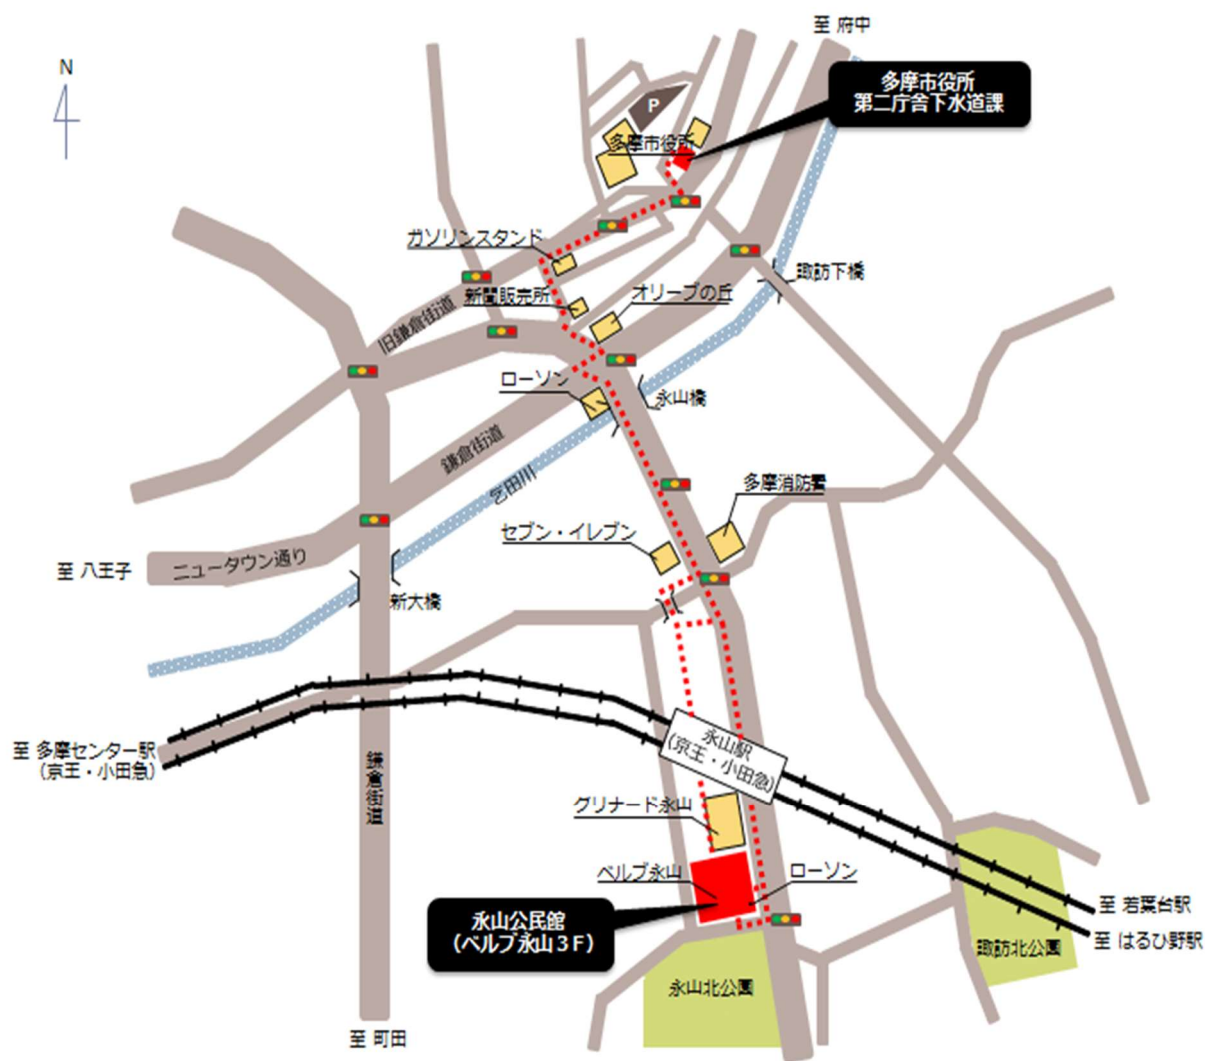 至 府中
N
多摩市役所
第二庁舎下水道課
P
多摩市役所
ガソリンスタンド
諏訪下橋
新聞販売所
オリーブの丘
旧鎌倉街道
ローソン
永山橋
鎌倉街道
乞田川
多摩消防署
セブン・イレブン
至 八王子
ニュータウン通り
新大橋
至 多摩センター駅
(京王・小田急)
永山駅
(京王・小田急)
鎌倉街道
グリナード永山
ベルブ永山
ローソン
永山公民館
(ベルブ永山3F)
至 若葉台駅
至 はるひ野駅
諏訪北公園
永山北公園
至 町田